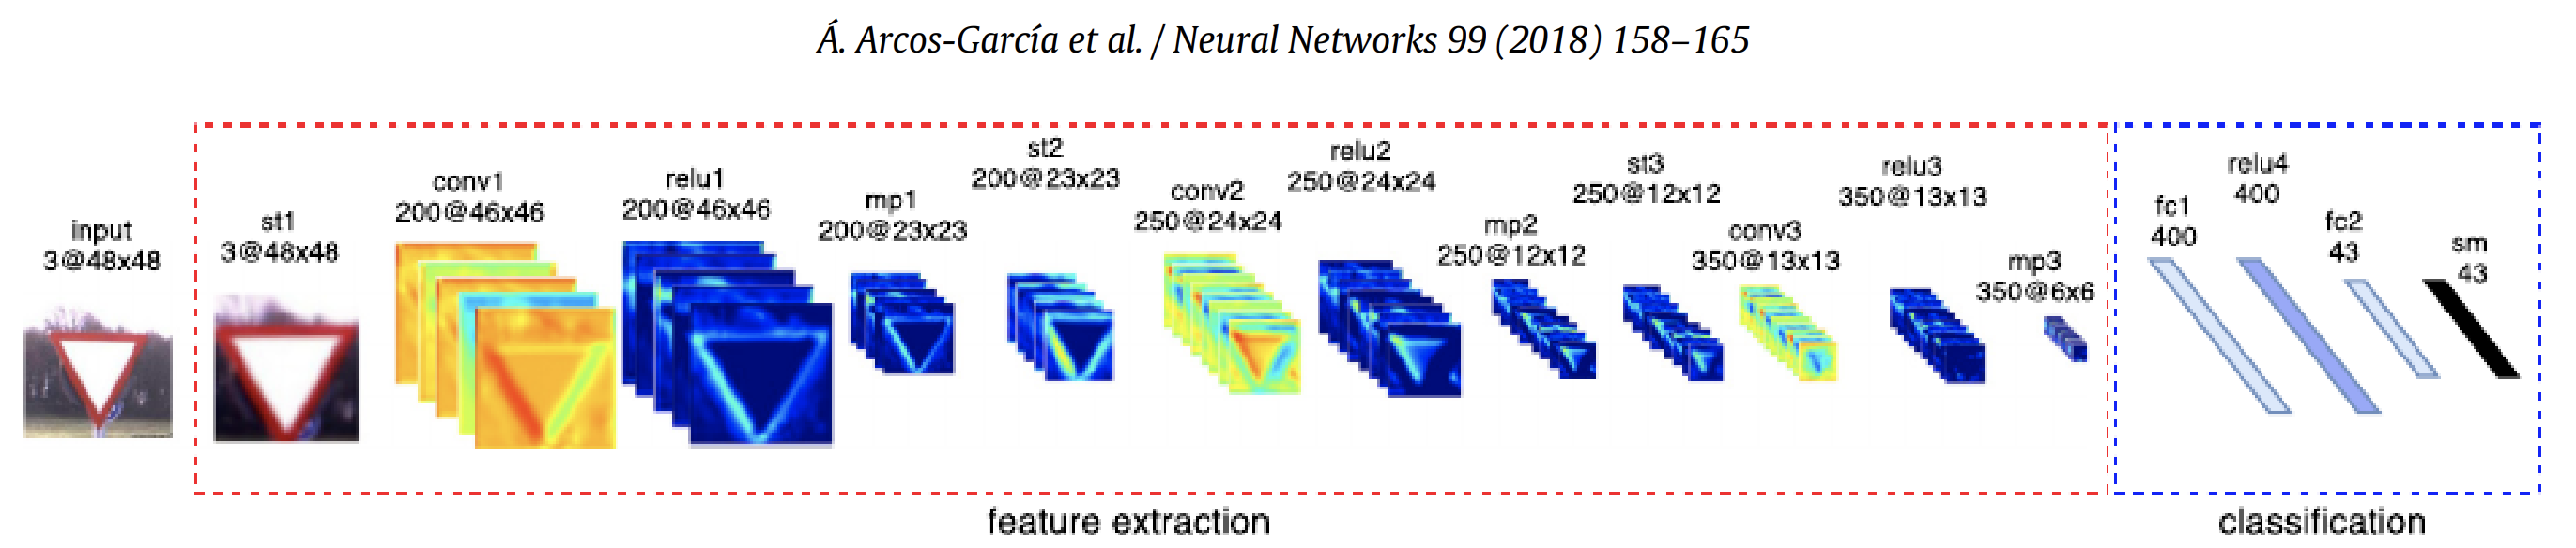 Á. Arcos-García et al. / Neural Networks 99 (2018) 158–165
input
3@48x48
st1
3@48x48
conv1
200@46x46
relu1
200@46x46
mp1
200@23x23
st2
200@23x23
conv2
250@24x24
relu2
250@24x24
mp2
250@12x12
st3
250@12x12
conv3
350@13x13
relu3
350@13x13
mp3
350@6x6
fc1
400
relu4
400
fc2
43
sm
43
feature extraction
classification